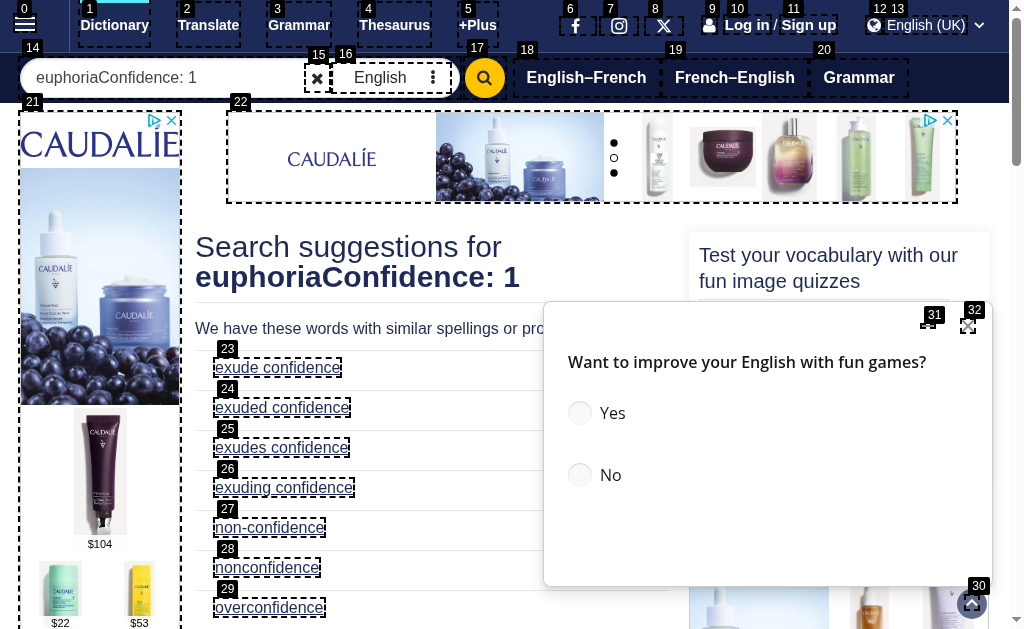 0 1 2 3 4 5 6 7 8 9 10 11 12 13
Dictionary Translate Grammar Thesaurus +Plus Log in / Sign up English (UK)
14 15 16 17 18 19 20
euphoriaConfidence: 1 English English–French French–English Grammar
21 22
CAUDALÍE
CAUDALÍE
Search suggestions for
euphoriaConfidence: 1
We have these words with similar spellings or pro
23
exude confidence
24
exuded confidence
25
exudes confidence
26
exuding confidence
27
non-confidence
28
nonconfidence
29
overconfidence
$104
$22 $53
Test your vocabulary with our
fun image quizzes
31 32
Want to improve your English with fun games?
Yes
No
30